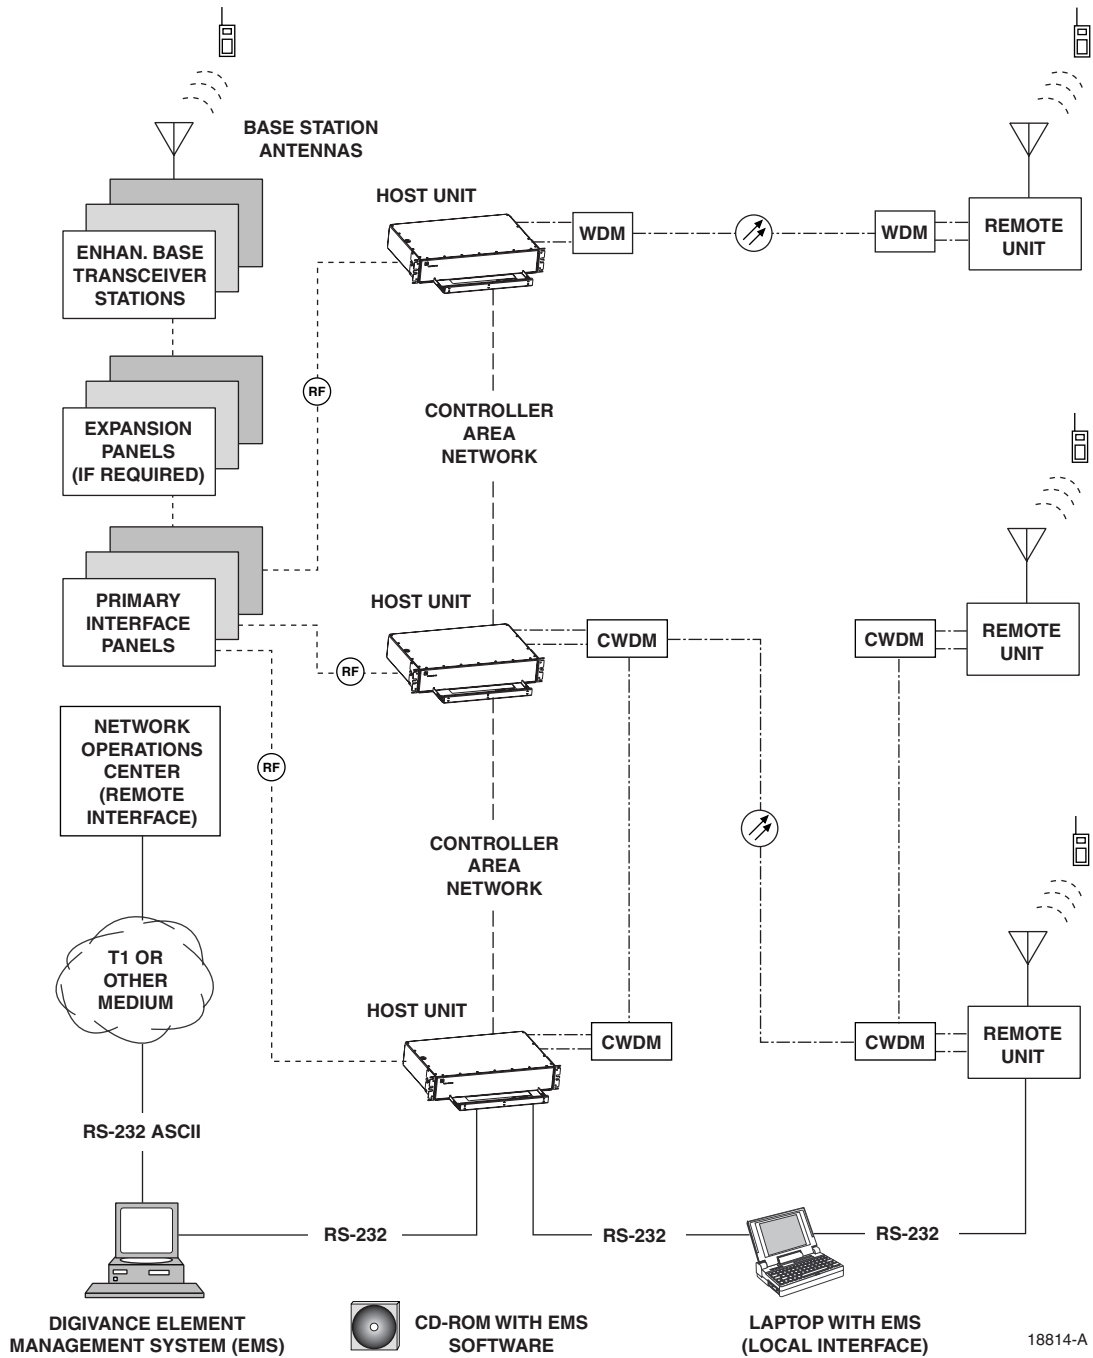 BASE STATION
ANTENNAS
HOST UNIT
WDM
WDM
REMOTE
UNIT
ENHAN. BASE
TRANSCEIVER
STATIONS
RF
EXPANSION
PANELS
(IF REQUIRED)
CONTROLLER
AREA
NETWORK
PRIMARY
INTERFACE
PANELS
HOST UNIT
RF
CWDM
CWDM
REMOTE
UNIT
NETWORK
OPERATIONS
CENTER
(REMOTE
INTERFACE)
RF
CONTROLLER
AREA
NETWORK
T1 OR
OTHER
MEDIUM
HOST UNIT
CWDM
CWDM
REMOTE
UNIT
RS-232 ASCII
RS-232
RS-232
RS-232
DIGIVANCE ELEMENT
MANAGEMENT SYSTEM (EMS)
CD-ROM WITH EMS
SOFTWARE
LAPTOP WITH EMS
(LOCAL INTERFACE)
18814-A